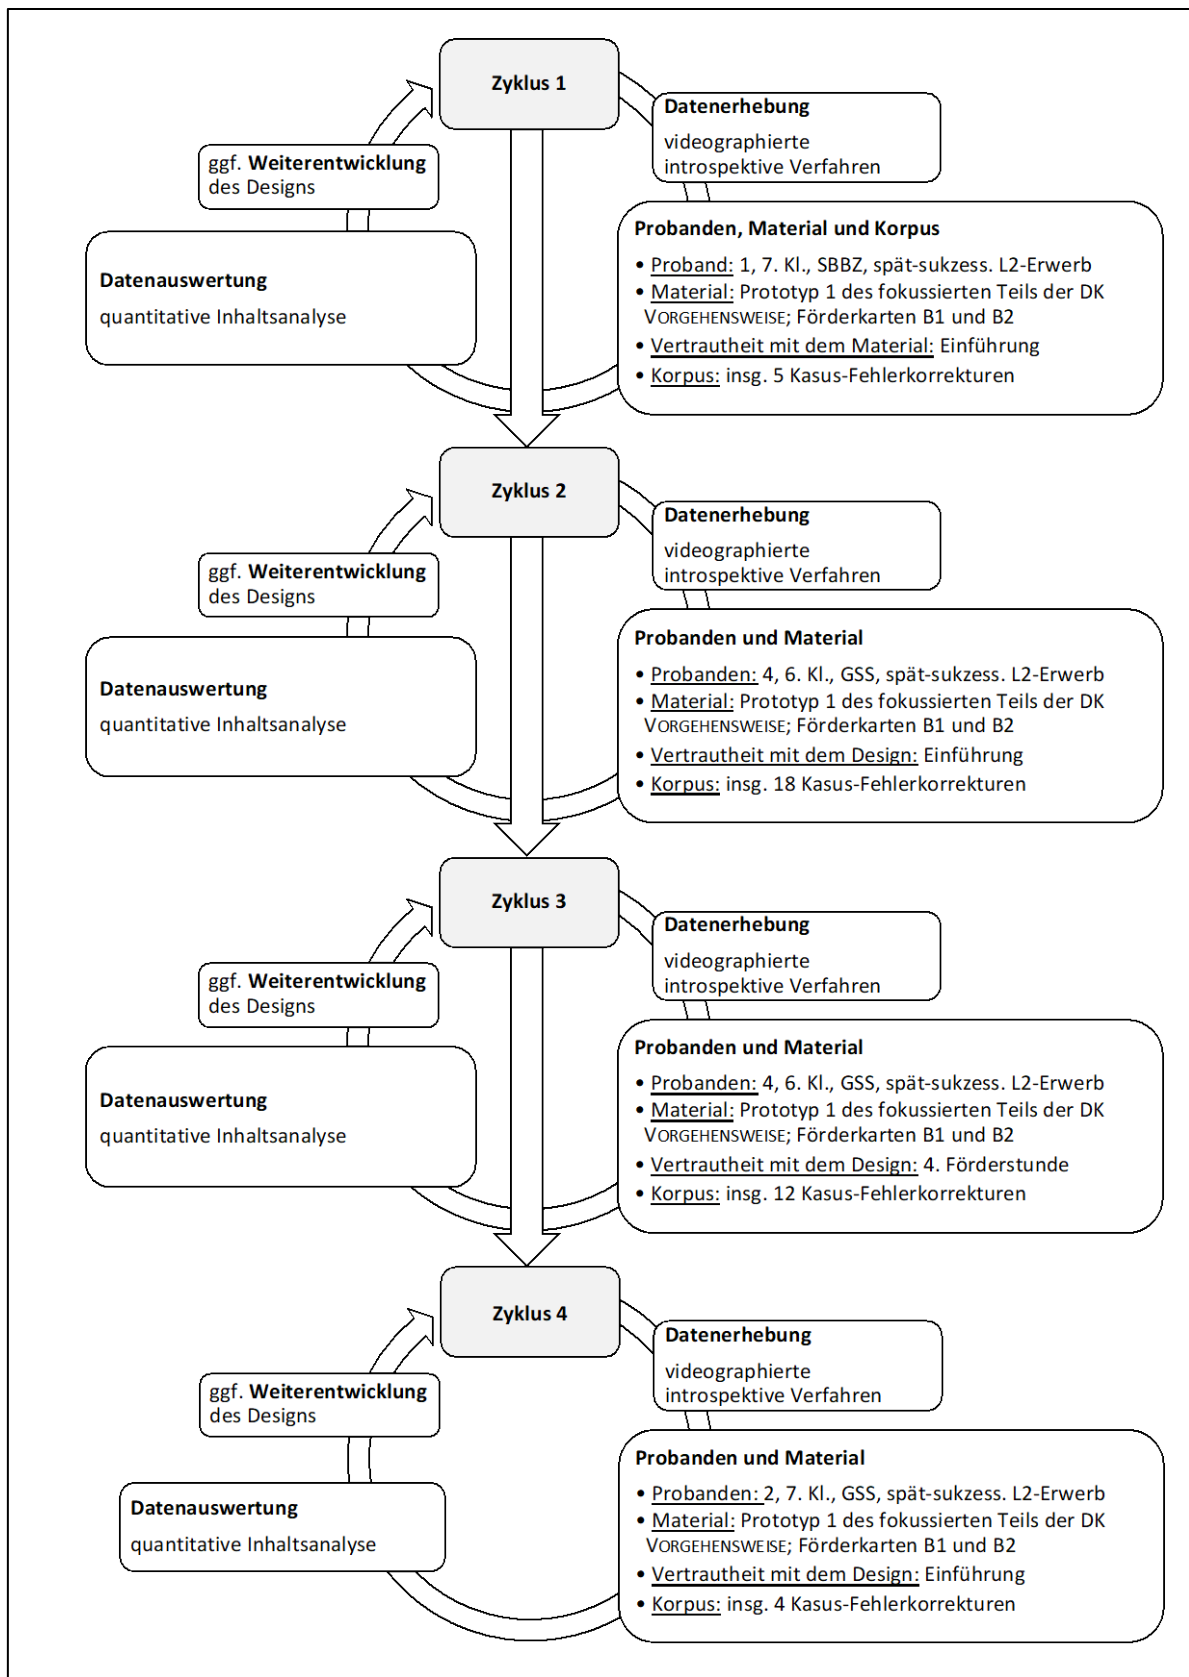 Zyklus 1
Datenerhebung
videographierte
introspektive Verfahren
ggf. Weiterentwicklung
des Designs
Probanden, Material und Korpus
• Proband: 1, 7. Kl., SBBZ, spät-sukzess. L2-Erwerb
• Material: Prototyp 1 des fokussierten Teils der DK
VORGEHENSWEISE; Förderkarten B1 und B2
• Vertrautheit mit dem Material: Einführung
• Korpus: insg. 5 Kasus-Fehlerkorrekturen
Datenauswertung
quantitative Inhaltsanalyse
Zyklus 2
Datenerhebung
videographierte
introspektive Verfahren
ggf. Weiterentwicklung
des Designs
Probanden und Material
• Probanden: 4, 6. Kl., GSS, spät-sukzess. L2-Erwerb
• Material: Prototyp 1 des fokussierten Teils der DK
VORGEHENSWEISE; Förderkarten B1 und B2
• Vertrautheit mit dem Design: Einführung
• Korpus: insg. 18 Kasus-Fehlerkorrekturen
Datenauswertung
quantitative Inhaltsanalyse
Zyklus 3
Datenerhebung
videographierte
introspektive Verfahren
ggf. Weiterentwicklung
des Designs
Probanden und Material
• Probanden: 4, 6. Kl., GSS, spät-sukzess. L2-Erwerb
• Material: Prototyp 1 des fokussierten Teils der DK
VORGEHENSWEISE; Förderkarten B1 und B2
• Vertrautheit mit dem Design: 4. Förderstunde
• Korpus: insg. 12 Kasus-Fehlerkorrekturen
Datenauswertung
quantitative Inhaltsanalyse
Zyklus 4
Datenerhebung
videographierte
introspektive Verfahren
ggf. Weiterentwicklung
des Designs
Probanden und Material
• Probanden: 2, 7. Kl., GSS, spät-sukzess. L2-Erwerb
• Material: Prototyp 1 des fokussierten Teils der DK
VORGEHENSWEISE; Förderkarten B1 und B2
• Vertrautheit mit dem Design: Einführung
• Korpus: insg. 4 Kasus-Fehlerkorrekturen
Datenauswertung
quantitative Inhaltsanalyse